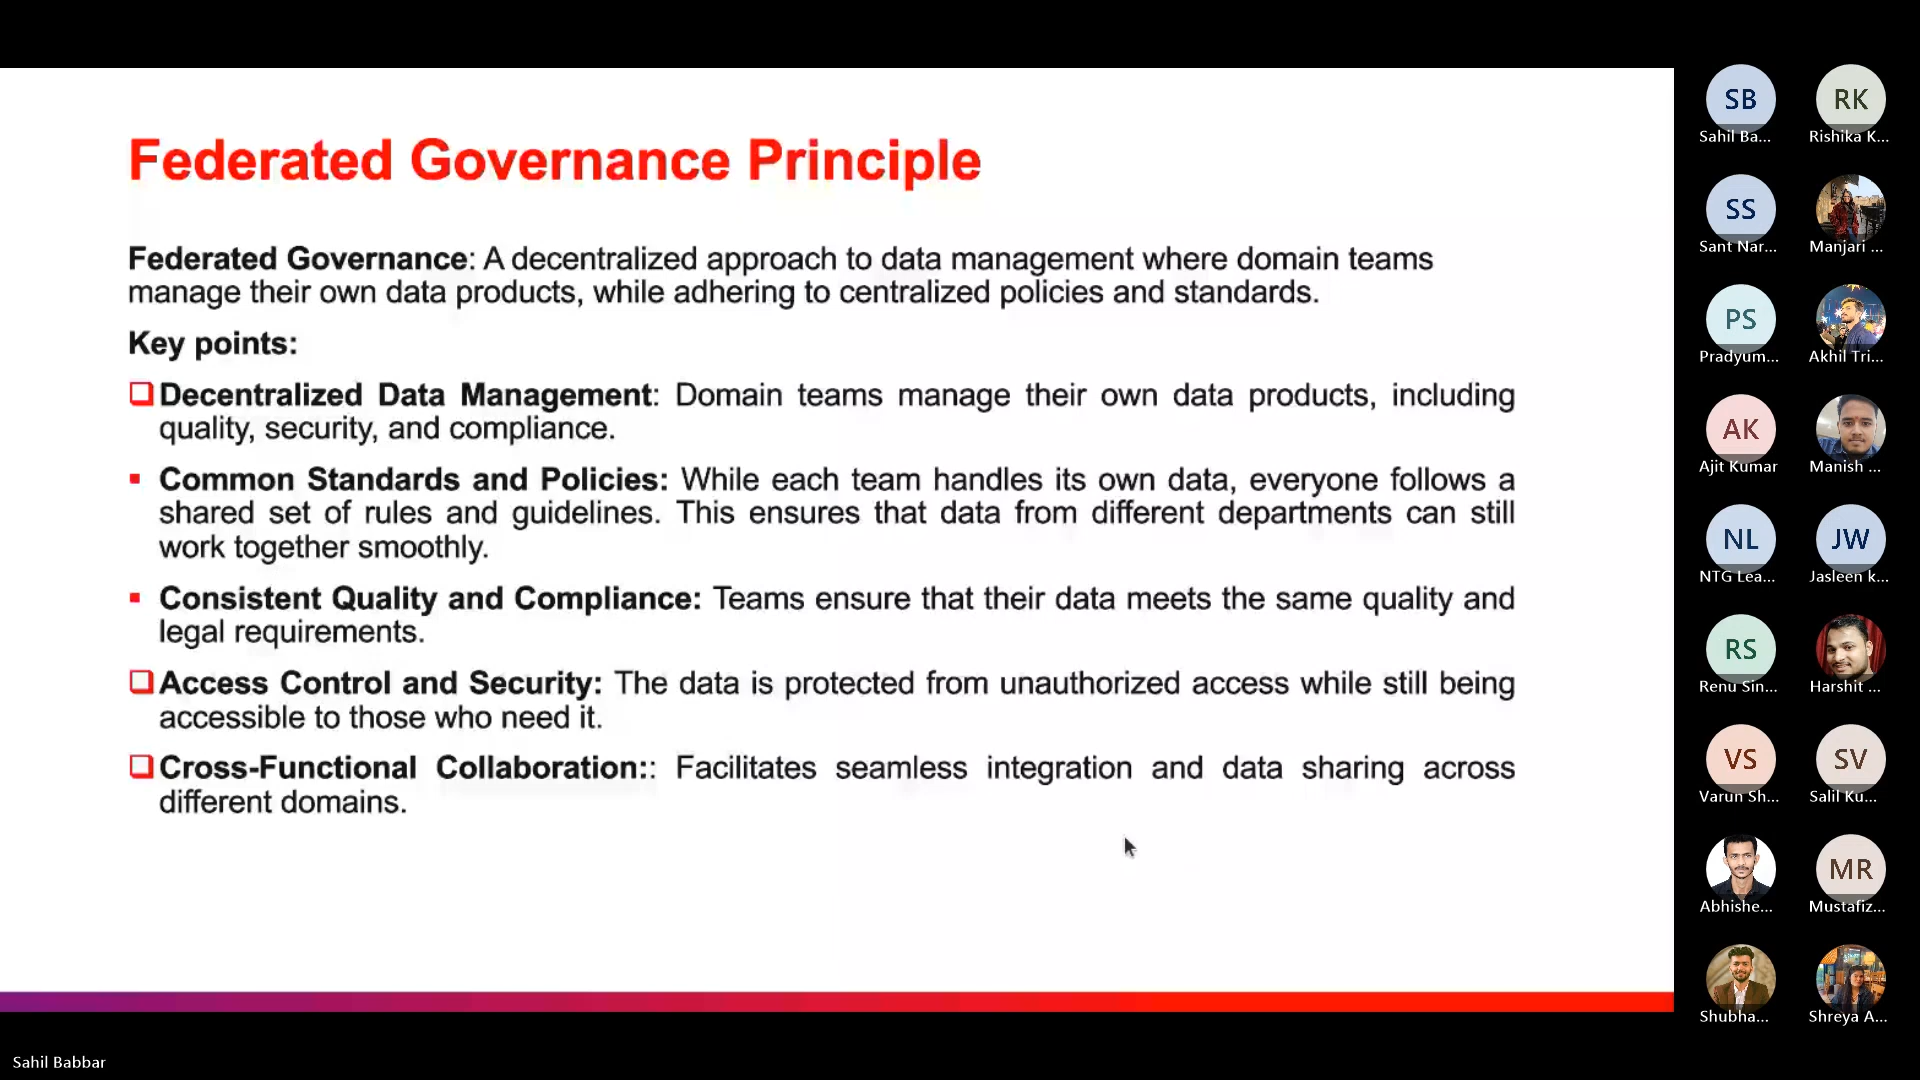 Federated Governance Principle
Federated Governance: A decentralized approach to data management where domain teams
manage their own data products, while adhering to centralized policies and standards.
Key points:
Decentralized Data Management: Domain teams manage their own data products, including
quality, security, and compliance.
Common Standards and Policies: While each team handles its own data, everyone follows a
shared set of rules and guidelines. This ensures that data from different departments can still
work together smoothly.
Consistent Quality and Compliance: Teams ensure that their data meets the same quality and
legal requirements.
Access Control and Security: The data is protected from unauthorized access while still being
accessible to those who need it.
Cross-Functional Collaboration:: Facilitates seamless integration and data sharing across
different domains.
SB RK
Sahil Ba... Rishika K...
SS
Sant Nar... Manjari ...
PS
Pradyum... Akhil Tri...
AK
Ajit Kumar Manish ...
NL JW
NTG Lea... Jasleen k...
RS
Renu Sin... Harshit ...
VS SV
Varun Sh... Salil Ku...
MR
Abhishe... Mustafiz...
Shubha... Shreya A...
Sahil Babbar